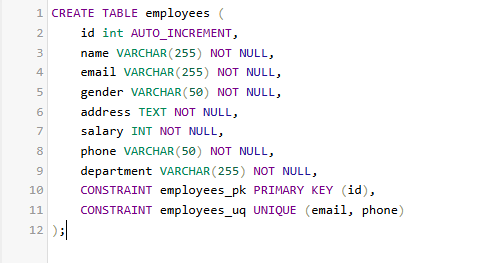 1 CREATE TABLE employees (
2     id int AUTO_INCREMENT,
3     name VARCHAR(255) NOT NULL,
4     email VARCHAR(255) NOT NULL,
5     gender VARCHAR(50) NOT NULL,
6     address TEXT NOT NULL,
7     salary INT NOT NULL,
8     phone VARCHAR(50) NOT NULL,
9     department VARCHAR(255) NOT NULL,
10     CONSTRAINT employees_pk PRIMARY KEY (id),
11     CONSTRAINT employees_uq UNIQUE (email, phone)
12 );